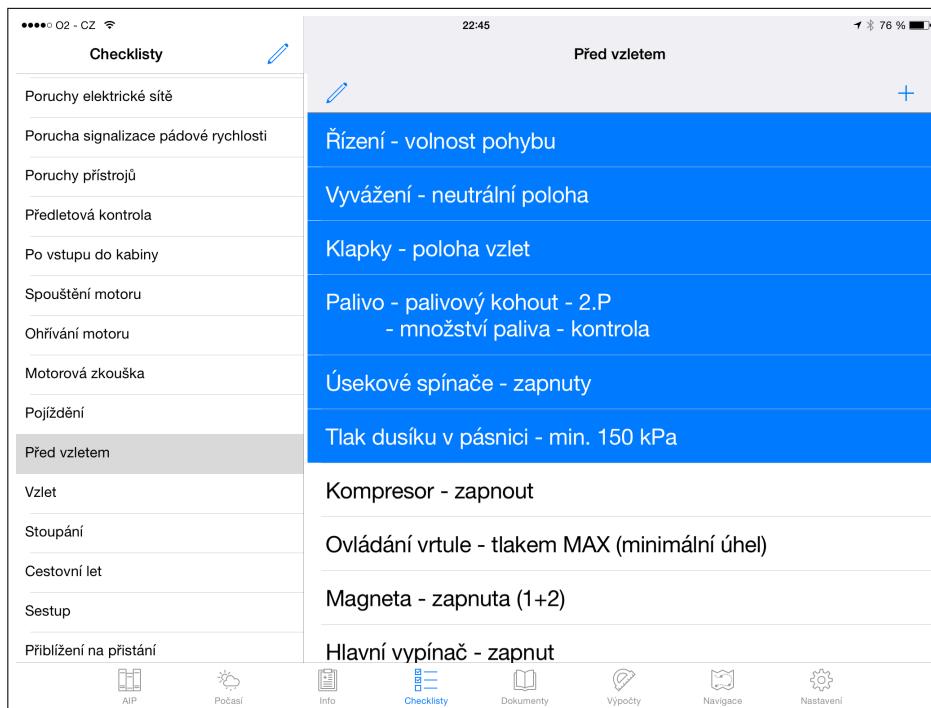 O2 - CZ
22:45
76 %
Checklisty
Před vzletem
Poruchy elektrické sítě
Porucha signalizace pádové rychlosti
Poruchy přístrojů
Předletová kontrola
Po vstupu do kabiny
Spouštění motoru
Ohřívání motoru
Motorová zkouška
Pojíždění
Před vzletem
Vzlet
Stoupání
Cestovní let
Sestup
Přiblížení na přistání
Řízení - volnost pohybu
Vyvážení - neutrální poloha
Klapky - poloha vzlet
Palivo - palivový kohout - 2.P
- množství paliva - kontrola
Úsekové spínače - zapnuty
Tlak dusíku v pásnici - min. 150 kPa
Kompresor - zapnout
Ovládání vrtule - tlakem MAX (minimální úhel)
Magneta - zapnuta (1+2)
Hlavní vypínač - zapnut
AIP
Počasí
Info
Checklisty
Dokumenty
Výpočty
Navigace
Nastavení